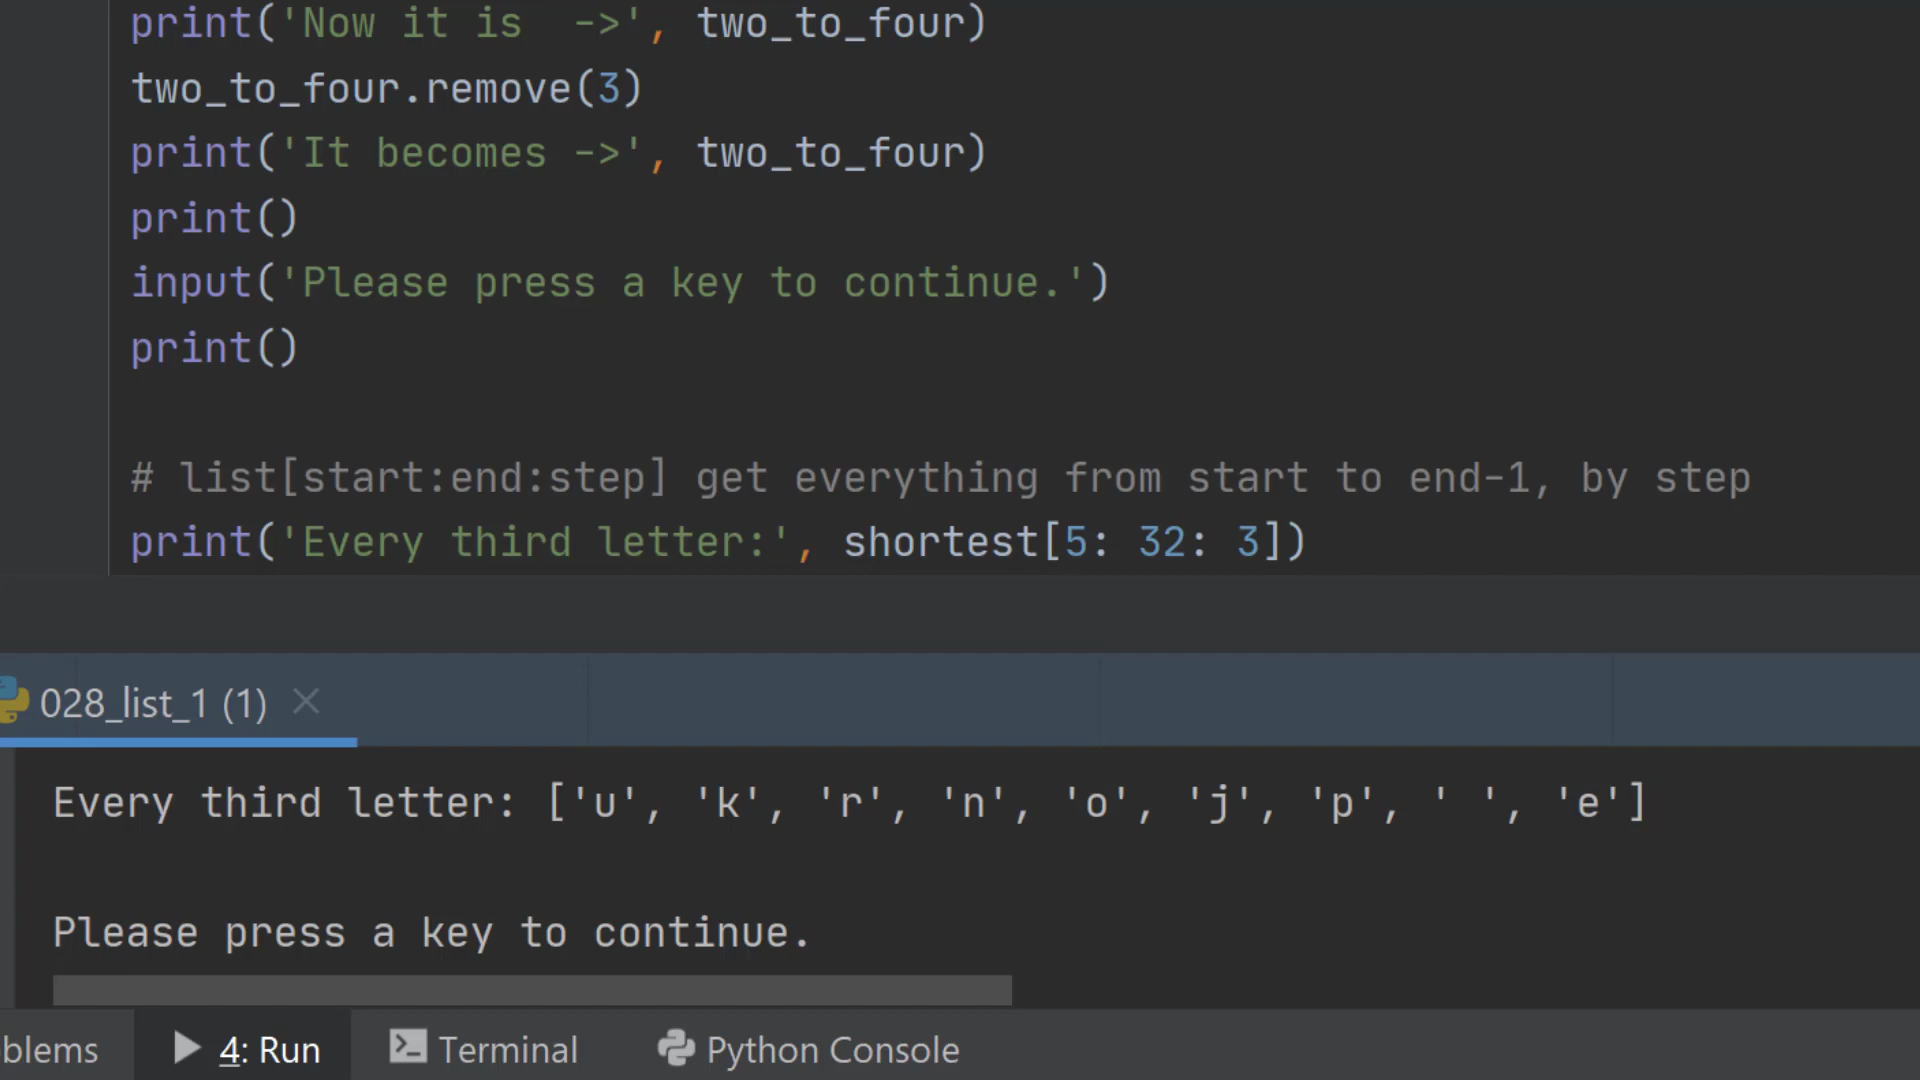 print('Now it is  ->', two_to_four)
two_to_four.remove(3)
print('It becomes ->', two_to_four)
print()
input('Please press a key to continue.')
print()
# list[start:end:step] get everything from start to end-1, by step
print('Every third letter:', shortest[5: 32: 3])
028_list_1 (1)
Every third letter: ['u', 'k', 'r', 'n', 'o', 'j', 'p', ' ', 'e']
Please press a key to continue.
blems 4: Run Terminal Python Console